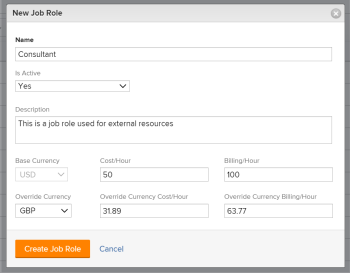 New Job Role
Name
Consultant
Is Active
Yes
Description
This is a job role used for external resources
Base Currency Cost/Hour Billing/Hour
USD 50 100
Override Currency Override Currency Cost/Hour Override Currency Billing/Hour
GBP 31.89 63.77
Create Job Role Cancel